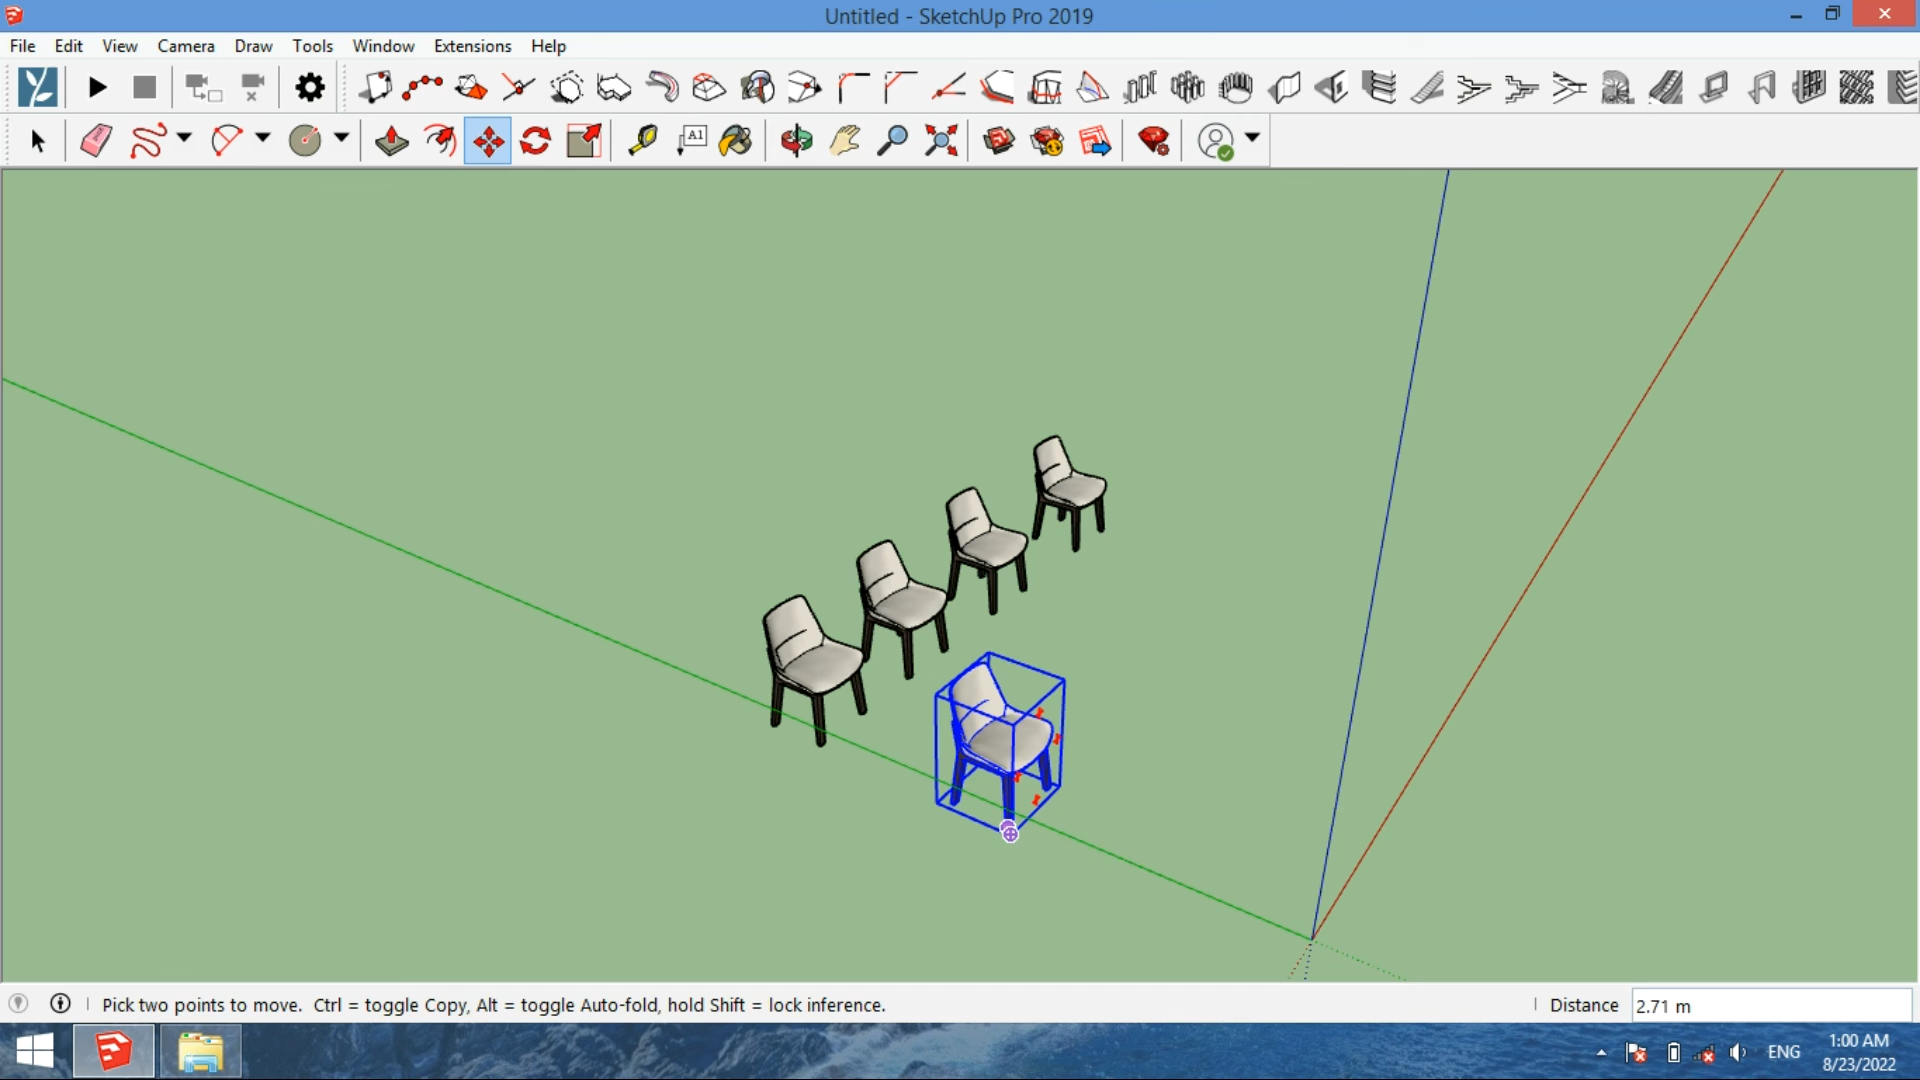 Untitled - SketchUp Pro 2019
File Edit View Camera Draw Tools Window Extensions Help
A1
Pick two points to move. Ctrl = toggle Copy, Alt = toggle Auto-fold, hold Shift = lock inference.
Distance 2.71 m
ENG
1:00 AM
8/23/2022